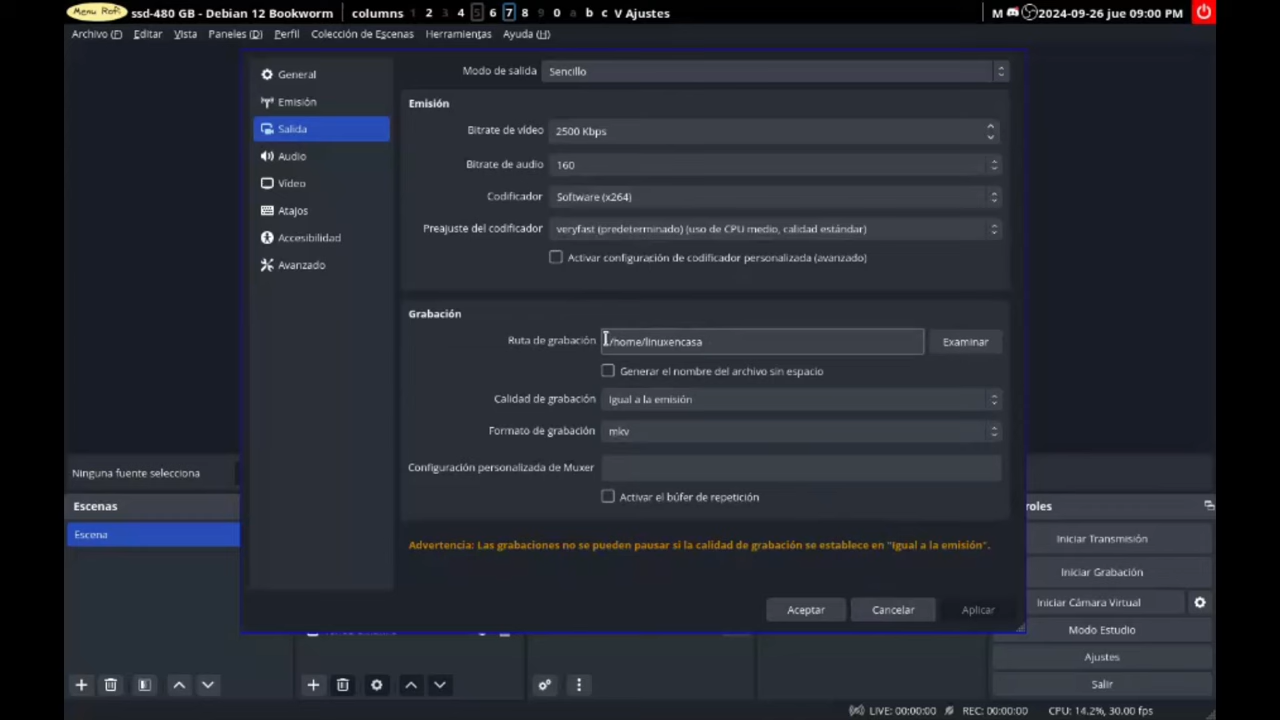 Menu Rofi ssd-480 GB - Debian 12 Bookworm columns 1 2 3 4 5 6 7 8 9 0 a b c V Ajustes M 2024-09-26 jue 09:00 PM
Archivo (F) Editar Vista Paneles (D) Perfil Colección de Escenas Herramientas Ayuda (H)
General
Emisión
Salida
Audio
Vídeo
Atajos
Accesibilidad
Avanzado
Modo de salida Sencillo
Emisión
Bitrate de vídeo 2500 Kbps
Bitrate de audio 160
Codificador Software (x264)
Preajuste del codificador veryfast (predeterminado) (uso de CPU medio, calidad estándar)
Activar configuración de codificador personalizada (avanzado)
Grabación
Ruta de grabación /home/linuxencasa Examinar
Generar el nombre del archivo sin espacio
Calidad de grabación Igual a la emisión
Formato de grabación mkv
Configuración personalizada de Muxer
Activar el búfer de repetición
Advertencia: Las grabaciones no se pueden pausar si la calidad de grabación se establece en "Igual a la emisión".
Aceptar Cancelar Aplicar
Ninguna fuente selecciona
Escenas
Escena
roles
Iniciar Transmisión
Iniciar Grabación
Iniciar Cámara Virtual
Modo Estudio
Ajustes
Salir
LIVE: 00:00:00 REC: 00:00:00 CPU: 14.2%, 30.00 fps